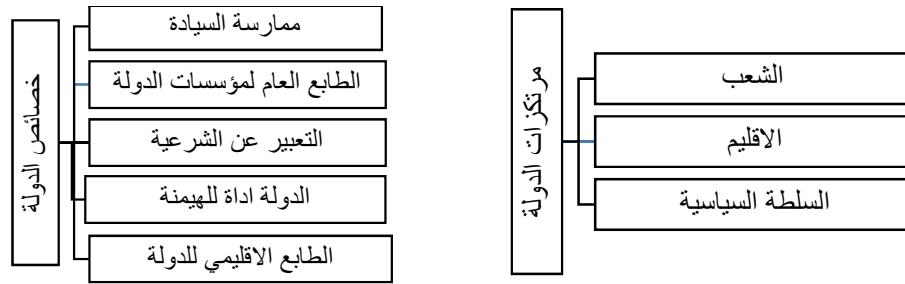 مرتكزات الدولة
الشعب
الاقليم
السلطة السياسية
خصائص الدولة
ممارسة السيادة
الطابع العام لمؤسسات الدولة
التعبير عن الشرعية
الدولة اداة للهيمنة
الطابع الاقليمي للدولة